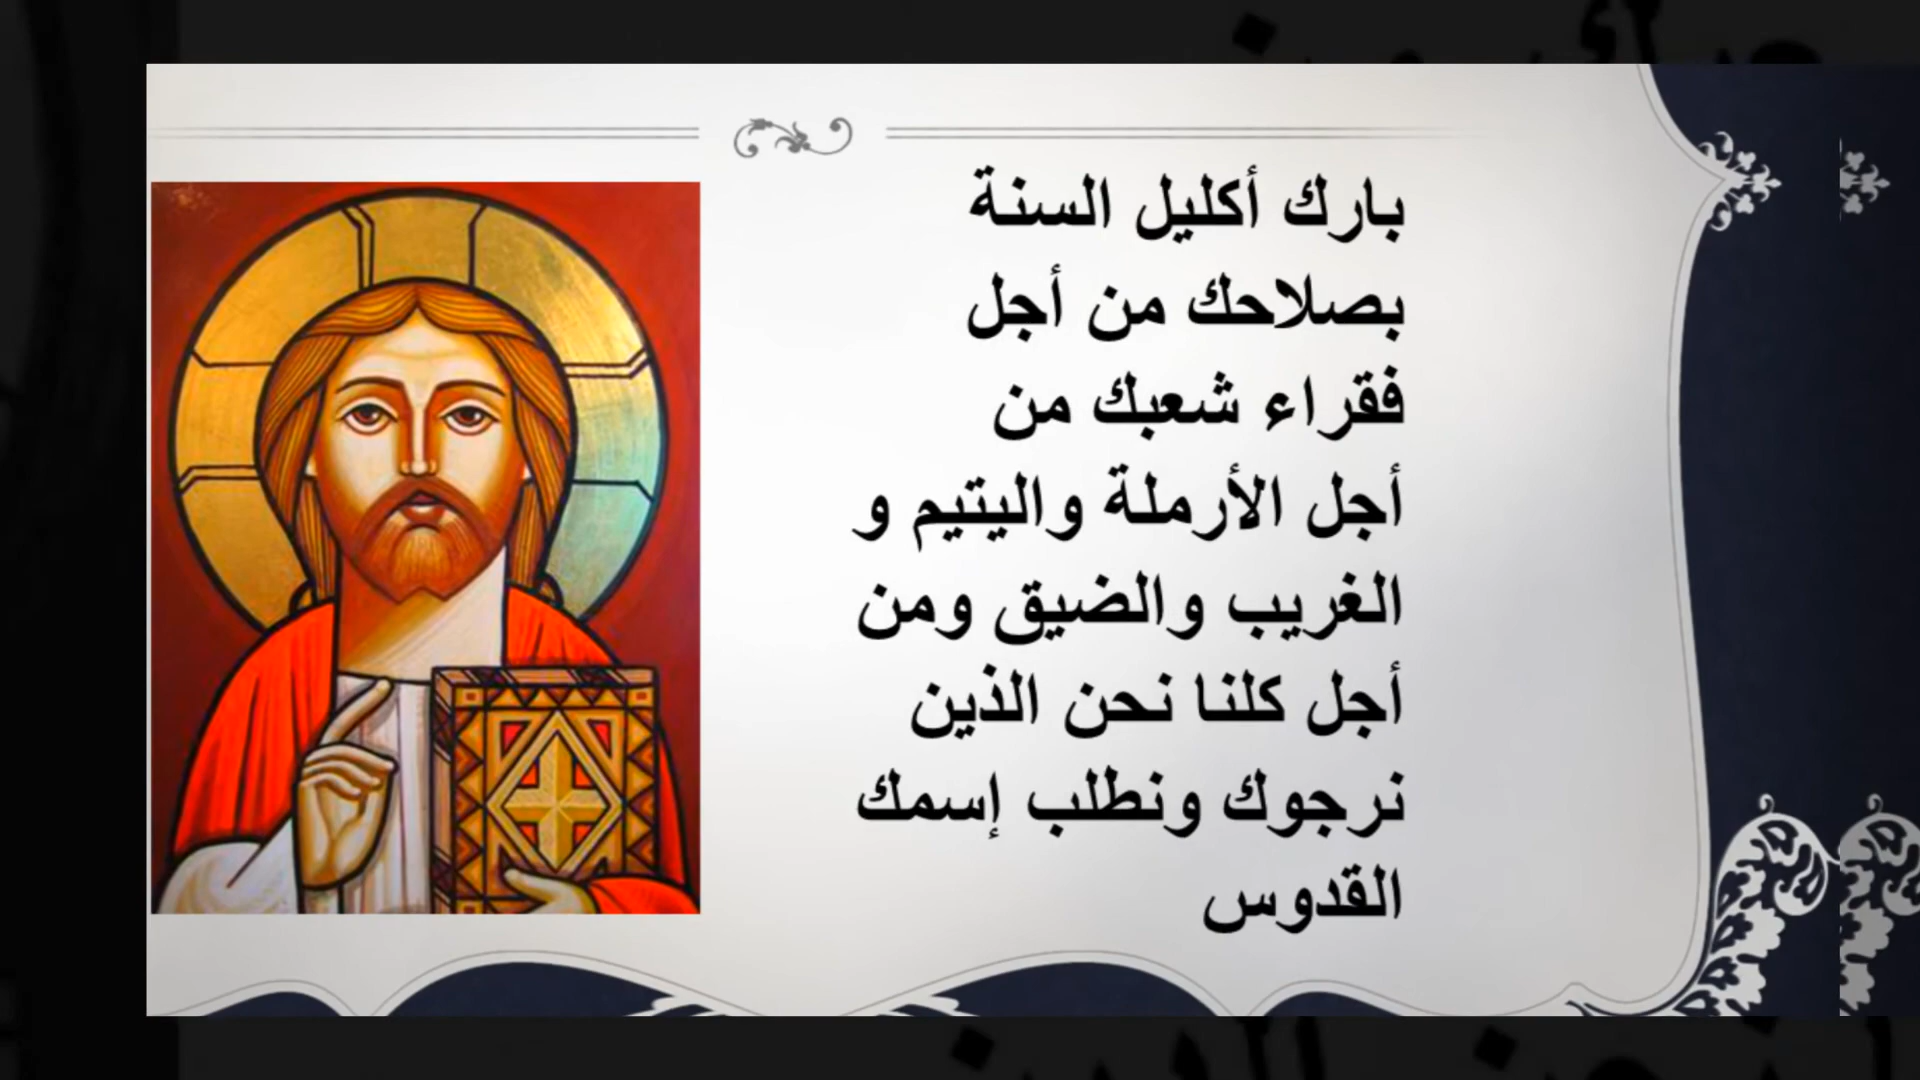 بارك أكليل السنة
بصلاحك من أجل
فقراء شعبك من
أجل الأرملة واليتيم و
الغريب والضيق ومن
أجل كلنا نحن الذين
نرجوك ونطلب إسمك
القدوس